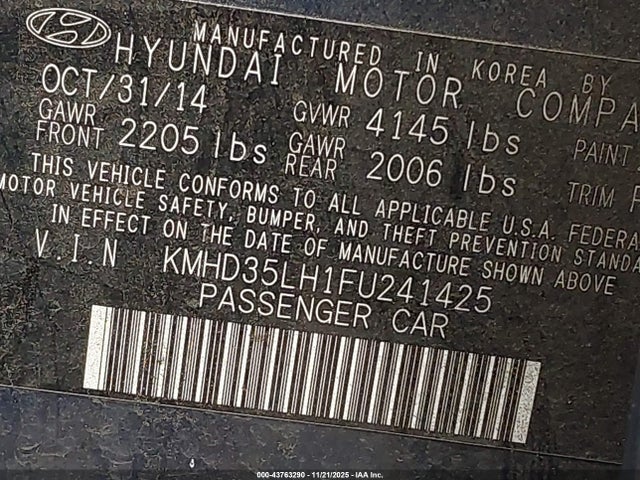 MANUFACTURED IN KOREA BY
HYUNDAI MOTOR COMPA
OCT/31/14 GVWR 4145 lbs PAINT
GAWR FRONT 2205 lbs GAWR REAR 2006 lbs TRIM
THIS VEHICLE CONFORMS TO ALL APPLICABLE U.S.A. FEDERA
MOTOR VEHICLE SAFETY, BUMPER, AND THEFT PREVENTION STANDA
IN EFFECT ON THE DATE OF MANUFACTURE SHOWN ABOVE
V.I.N KMHD35LH1FU241425
PASSENGER CAR
000-43763290 - 11/21/2025 - IAA Inc.